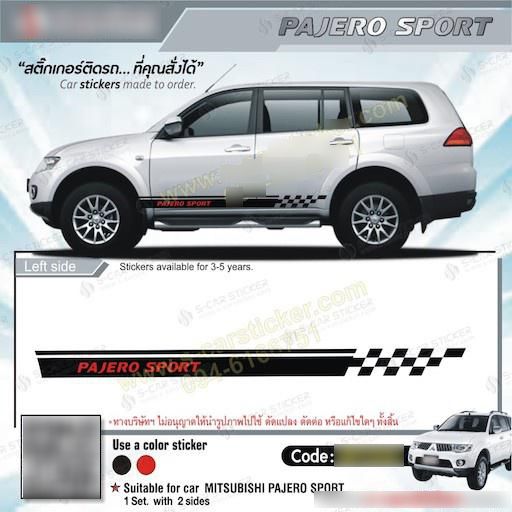 PAJERO SPORT
“สติ๊กเกอร์ติดรถ... ที่คุณสั่งได้”
Car stickers made to order.
PAJERO SPORT
Left side
Stickers available for 3-5 years.
S-CAR STICKER
www.s-carsticker.com
PAJERO SPORT
*ทางบริษัทฯ ไม่อนุญาตให้นำรูปภาพไปใช้ ดัดแปลง ตัดต่อ หรือแก้ไขใดๆ ทั้งสิ้น
Use a color sticker
Code:
★ Suitable for car MITSUBISHI PAJERO SPORT
1 Set. with 2 sides